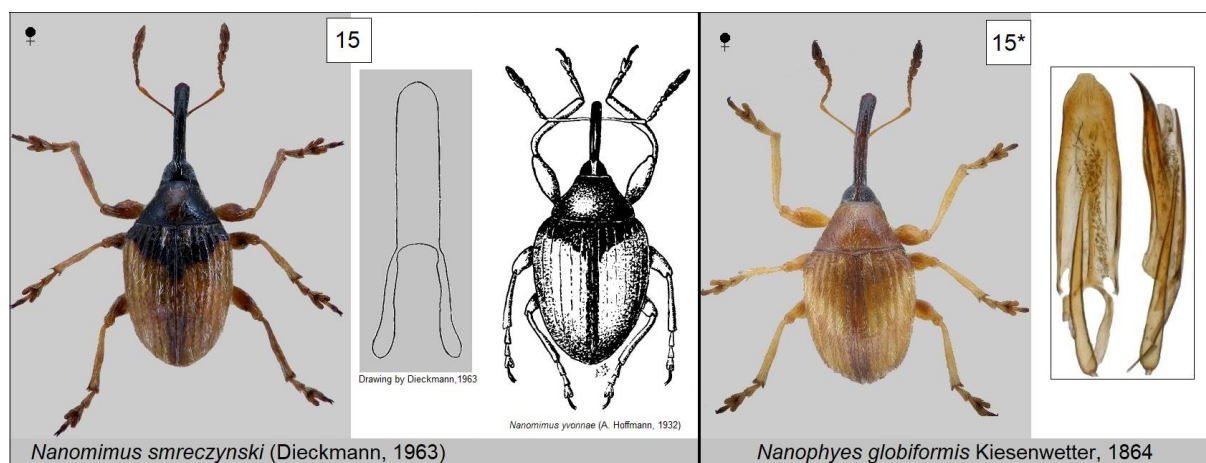 ♀
15
Drawing by Dieckmann,1963
Nanomimus yvonnae (A. Hoffmann, 1932)
Nanomimus smreczynski (Dieckmann, 1963)
♀
15*
Nanophyes globiformis Kiesenwetter, 1864